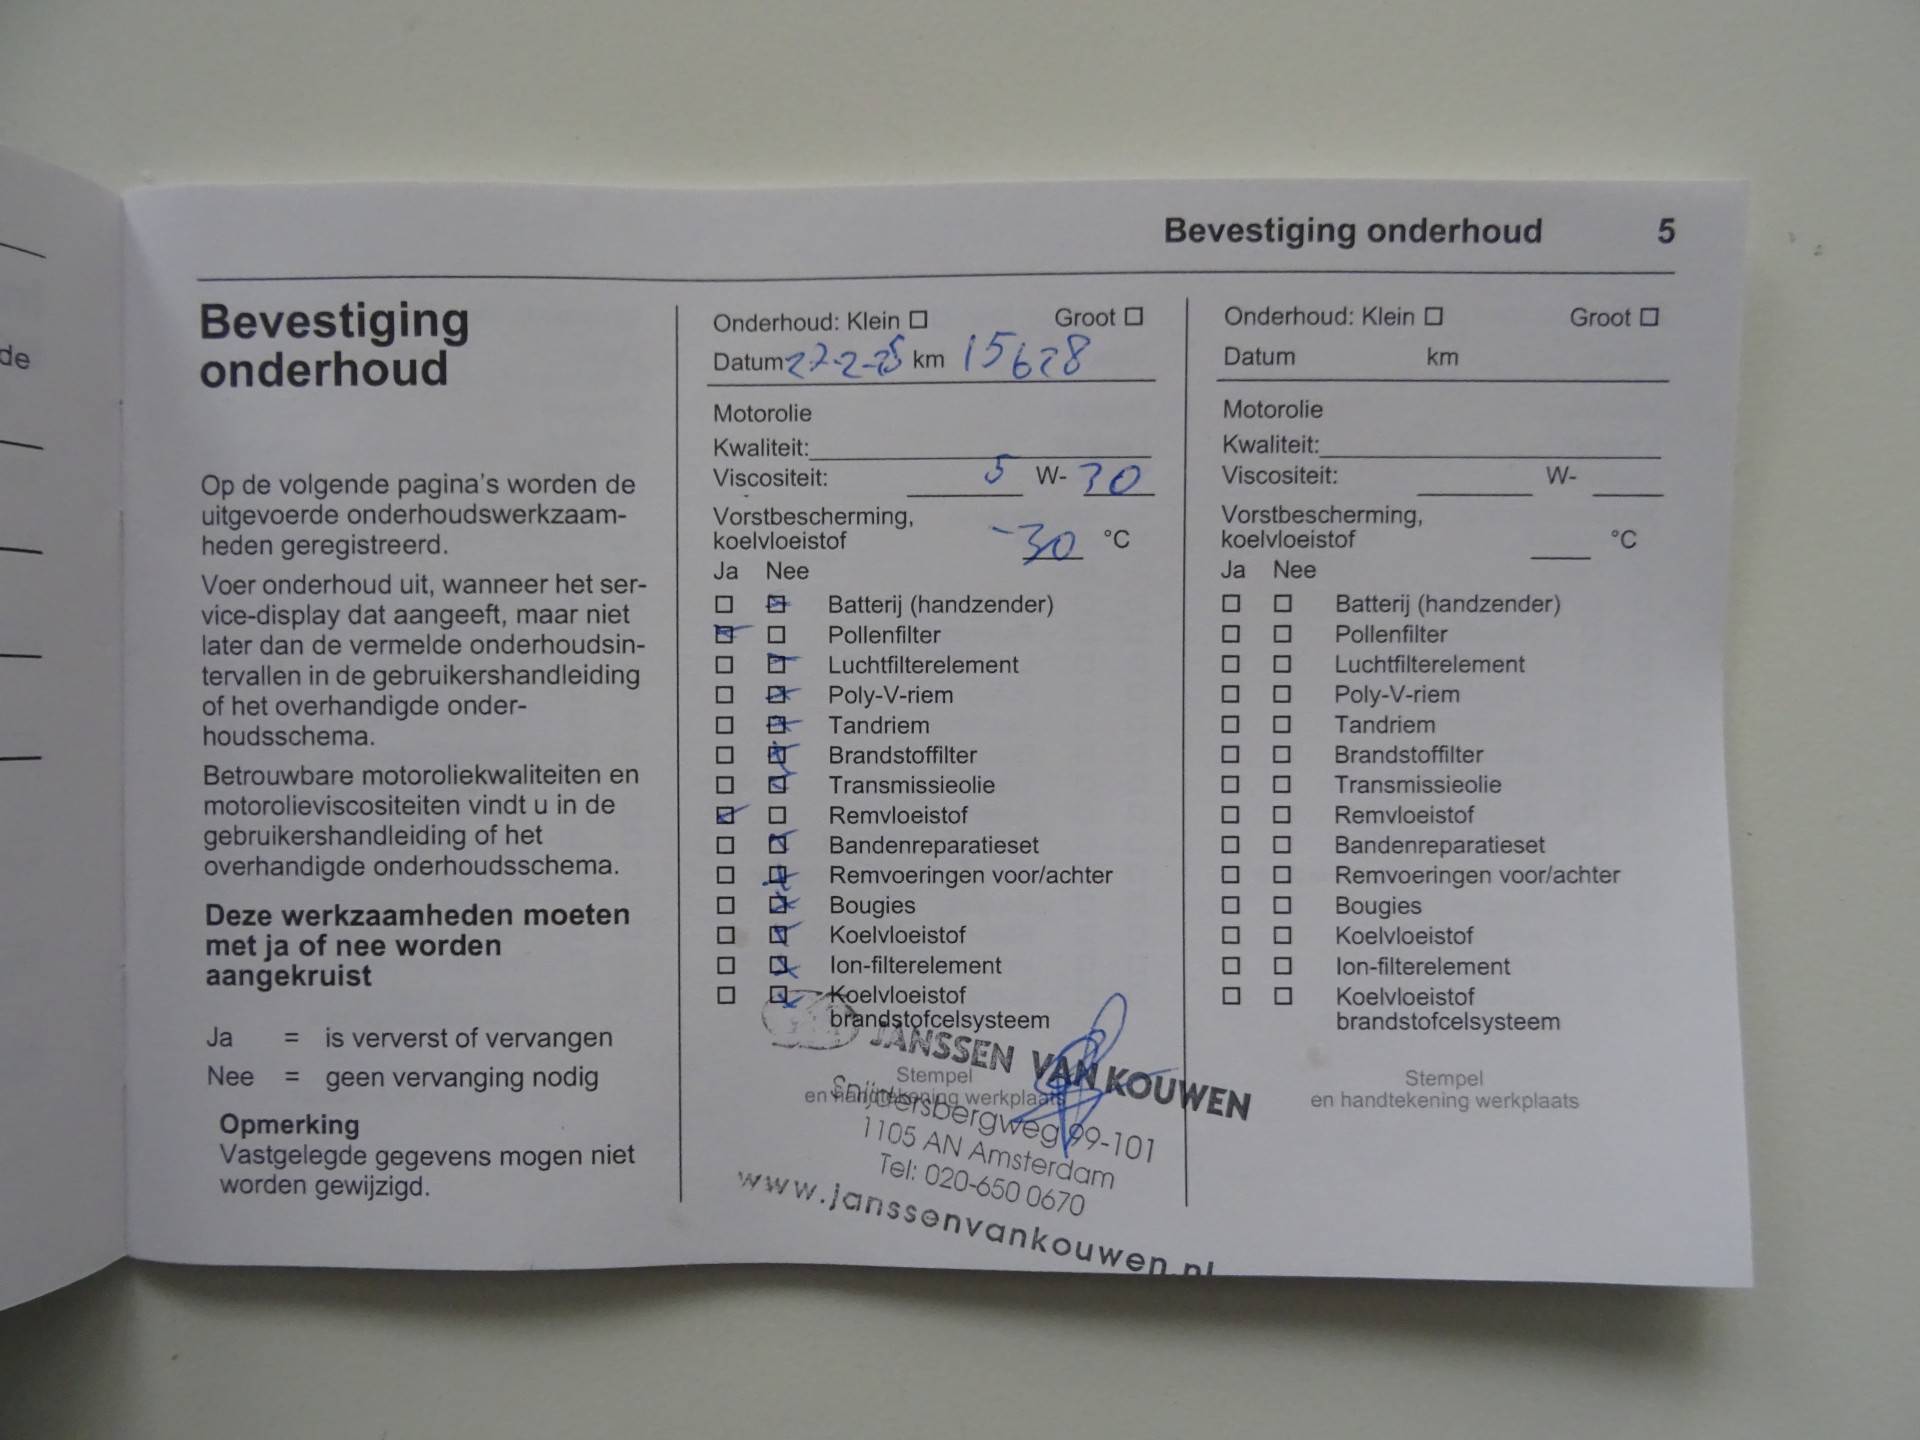 de
Bevestiging onderhoud 5
Bevestiging
onderhoud
Op de volgende pagina's worden de
uitgevoerde onderhoudswerkzaam-
heden geregistreerd.
Voer onderhoud uit, wanneer het ser-
vice-display dat aangeeft, maar niet
later dan de vermelde onderhoudsin-
tervallen in de gebruikershandleiding
of het overhandigde onder-
houdsschema.
Betrouwbare motoroliekwaliteiten en
motorolieviscositeiten vindt u in de
gebruikershandleiding of het
overhandigde onderhoudsschema.
Deze werkzaamheden moeten
met ja of nee worden
aangekruist
Ja = is ververst of vervangen
Nee = geen vervanging nodig
Opmerking
Vastgelegde gegevens mogen niet
worden gewijzigd.
Onderhoud: Klein Groot
Datum 27-2-25 km 15628
Motorolie
Kwaliteit:
Viscositeit: 5 W- 30
Vorstbescherming,
koelvloeistof -30 °C
Ja Nee
Batterij (handzender)
Pollenfilter
Luchtfilterelement
Poly-V-riem
Tandriem
Brandstoffilter
Transmissieolie
Remvloeistof
Bandenreparatieset
Remvoeringen voor/achter
Bougies
Koelvloeistof
Ion-filterelement
Koelvloeistof
brandstofcelsysteem
JANSSEN VAN KOUWEN
Stempel
en handtekening werkplaats
Snijdersbergweg 99-101
1105 AN Amsterdam
Tel: 020-650 0670
www.janssenvankouwen.nl
Onderhoud: Klein Groot
Datum km
Motorolie
Kwaliteit:
Viscositeit: W-
Vorstbescherming,
koelvloeistof °C
Ja Nee
Batterij (handzender)
Pollenfilter
Luchtfilterelement
Poly-V-riem
Tandriem
Brandstoffilter
Transmissieolie
Remvloeistof
Bandenreparatieset
Remvoeringen voor/achter
Bougies
Koelvloeistof
Ion-filterelement
Koelvloeistof
brandstofcelsysteem
Stempel
en handtekening werkplaats